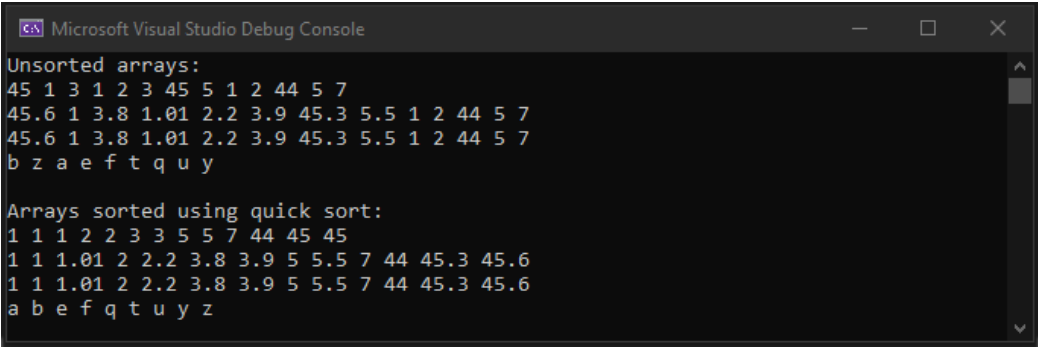 Microsoft Visual Studio Debug Console
Unsorted arrays:
45 1 3 1 2 3 45 5 1 2 44 5 7
45.6 1 3.8 1.01 2.2 3.9 45.3 5.5 1 2 44 5 7
45.6 1 3.8 1.01 2.2 3.9 45.3 5.5 1 2 44 5 7
b z a e f t q u y
Arrays sorted using quick sort:
1 1 1 2 2 3 3 5 5 7 44 45 45
1 1 1.01 2 2.2 3.8 3.9 5 5.5 7 44 45.3 45.6
1 1 1.01 2 2.2 3.8 3.9 5 5.5 7 44 45.3 45.6
a b e f q t u y z